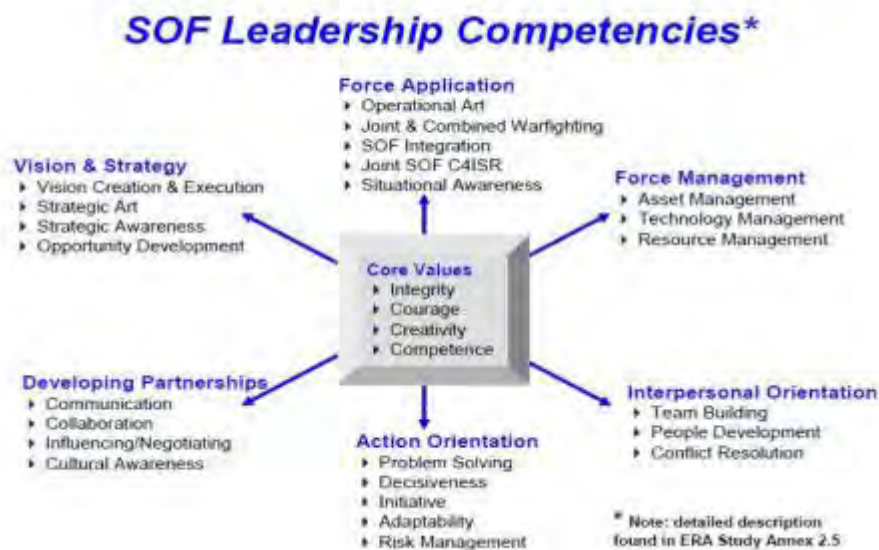 SOF Leadership Competencies*
Force Application
Operational Art
Joint & Combined Warfighting
SOF Integration
Joint SOF C4ISR
Situational Awareness
Vision & Strategy
Vision Creation & Execution
Strategic Art
Strategic Awareness
Opportunity Development
Force Management
Asset Management
Technology Management
Resource Management
Core Values
Integrity
Courage
Creativity
Competence
Developing Partnerships
Communication
Collaboration
Influencing/Negotiating
Cultural Awareness
Action Orientation
Problem Solving
Decisiveness
Initiative
Adaptability
Risk Management
Interpersonal Orientation
Team Building
People Development
Conflict Resolution
* Note: detailed description
found in ERA Study Annex 2.5